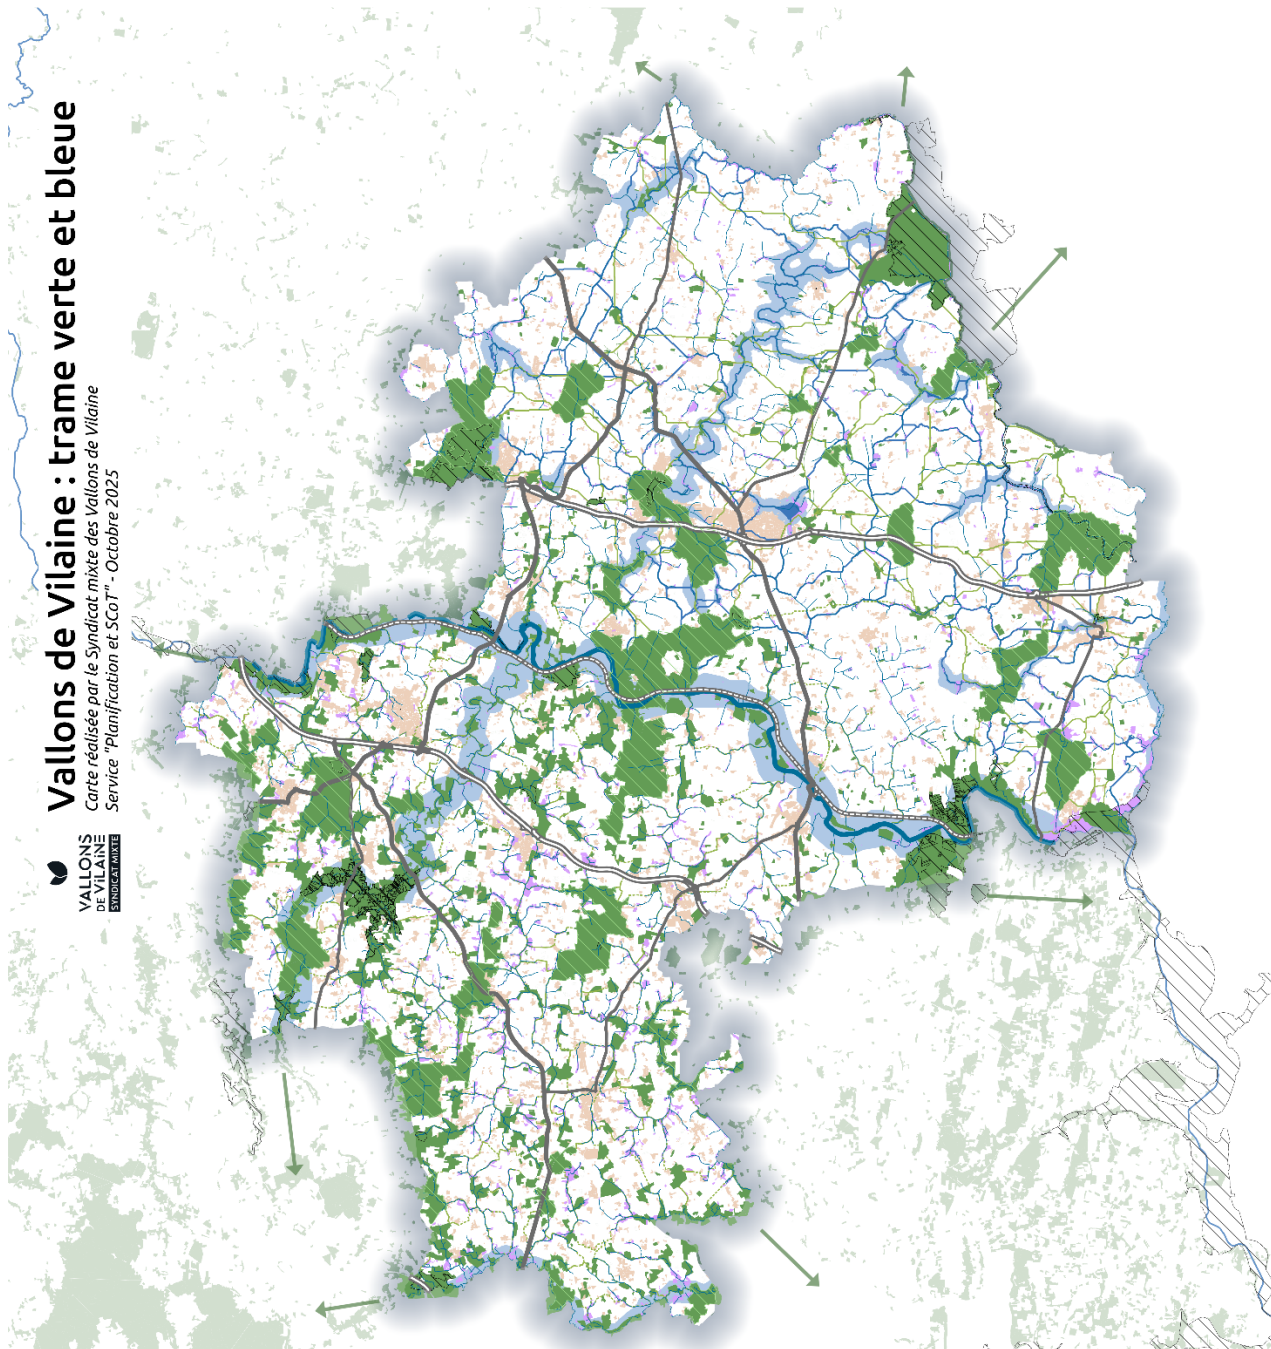 Vallons de Vilaine : trame verte et bleue
Carte réalisée par le Syndicat mixte des Vallons de Vilaine
Service "Planification et SCoT" - Octobre 2025
VALLONS
DE VILAINE
SYNDICAT MIXTE